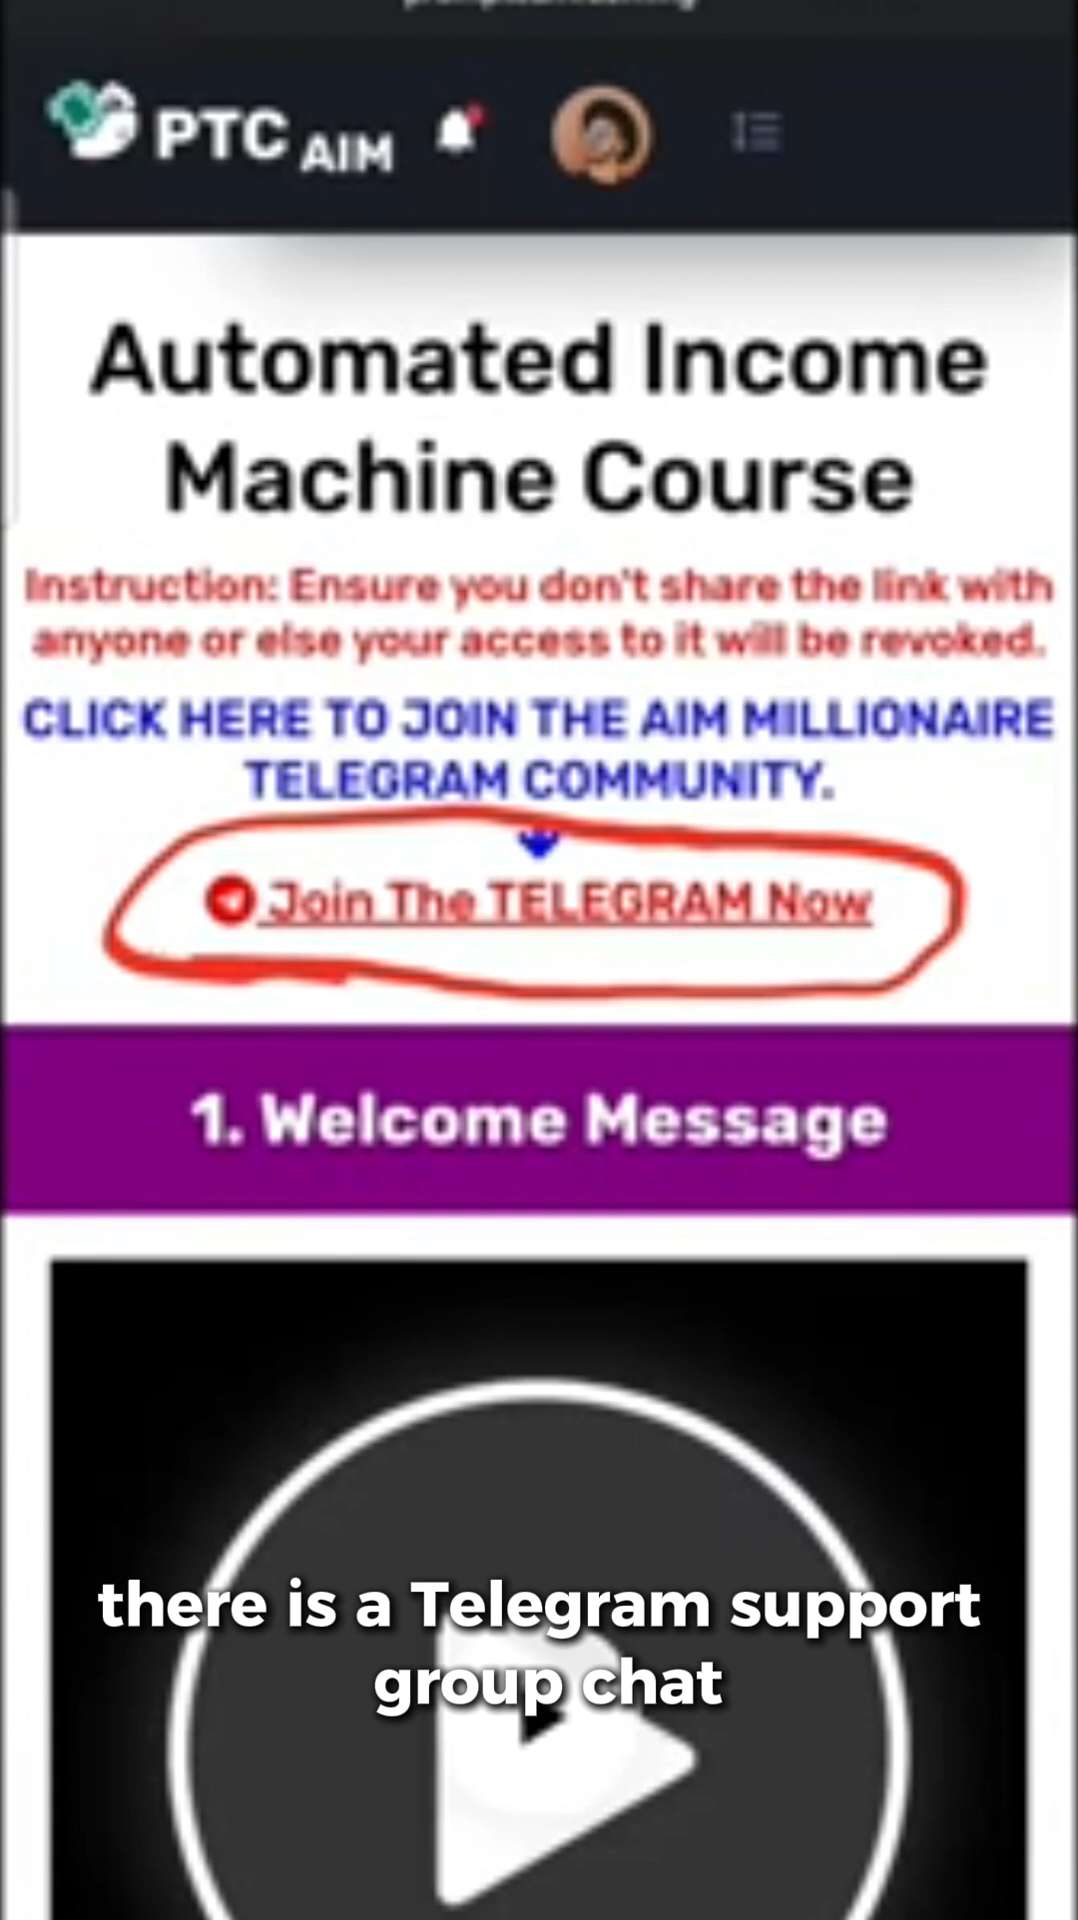 PTC AIM
Automated Income
Machine Course
Instruction: Ensure you don't share the link with
anyone or else your access to it will be revoked.
CLICK HERE TO JOIN THE AIM MILLIONAIRE
TELEGRAM COMMUNITY.
Join The TELEGRAM Now
1. Welcome Message
there is a Telegram support
group chat